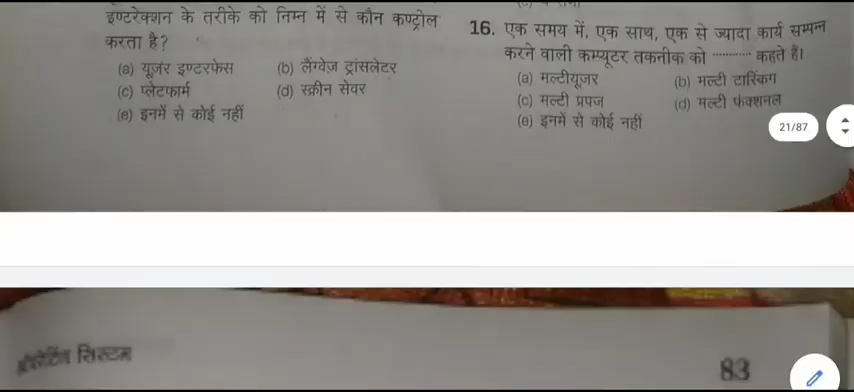 इण्टरेक्शन के तरीके को निम्न में से कौन कण्ट्रोल
करता है?
(a) यूज़र इण्टरफेस (b) लैंग्वेज़ ट्रांसलेटर
(c) प्लेटफार्म (d) स्क्रीन सेवर
(e) इनमें से कोई नहीं
16. एक समय में, एक साथ, एक से ज्यादा कार्य सम्पन्न
करने वाली कम्प्यूटर तकनीक को ............ कहते हैं।
(a) मल्टीयूज़र (b) मल्टी टास्किंग
(c) मल्टी प्रपज (d) मल्टी फंक्शनल
(e) इनमें से कोई नहीं
21/87
ऑपरेटिंग सिस्टम
83